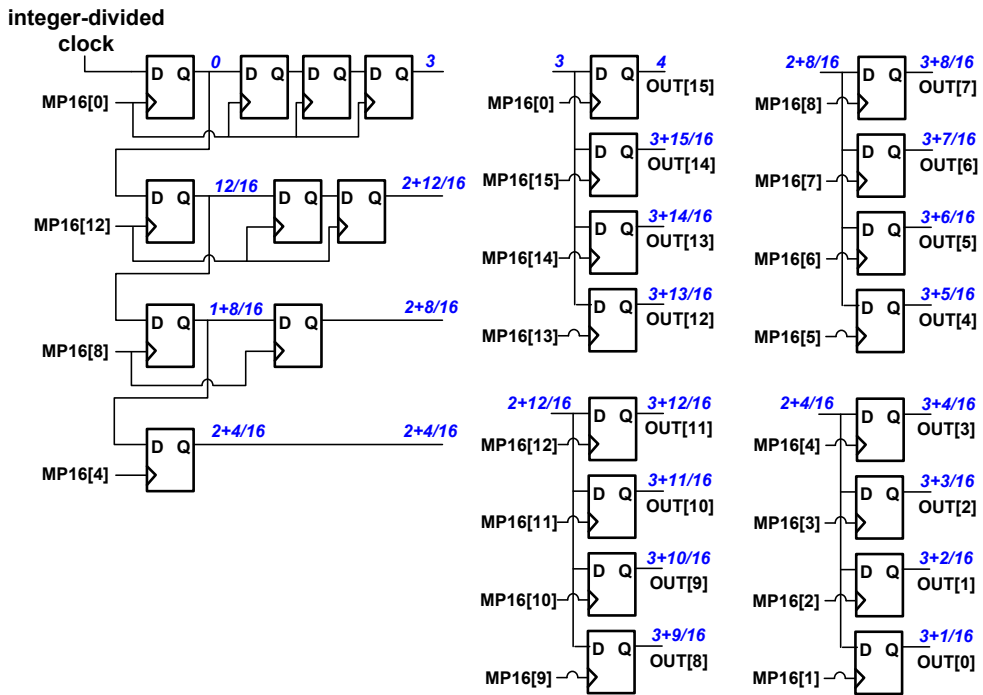 integer-divided
clock
D Q
0
D Q
D Q
D Q
3
MP16[0]
D Q
12/16
D Q
D Q
2+12/16
MP16[12]
D Q
1+8/16
D Q
2+8/16
MP16[8]
D Q
2+4/16
2+4/16
MP16[4]
3
D Q
4
OUT[15]
MP16[0]
D Q
3+15/16
OUT[14]
MP16[15]
D Q
3+14/16
OUT[13]
MP16[14]
D Q
3+13/16
OUT[12]
MP16[13]
2+8/16
D Q
3+8/16
OUT[7]
MP16[8]
D Q
3+7/16
OUT[6]
MP16[7]
D Q
3+6/16
OUT[5]
MP16[6]
D Q
3+5/16
OUT[4]
MP16[5]
2+12/16
D Q
3+12/16
OUT[11]
MP16[12]
D Q
3+11/16
OUT[10]
MP16[11]
D Q
3+10/16
OUT[9]
MP16[10]
D Q
3+9/16
OUT[8]
MP16[9]
2+4/16
D Q
3+4/16
OUT[3]
MP16[4]
D Q
3+3/16
OUT[2]
MP16[3]
D Q
3+2/16
OUT[1]
MP16[2]
D Q
3+1/16
OUT[0]
MP16[1]